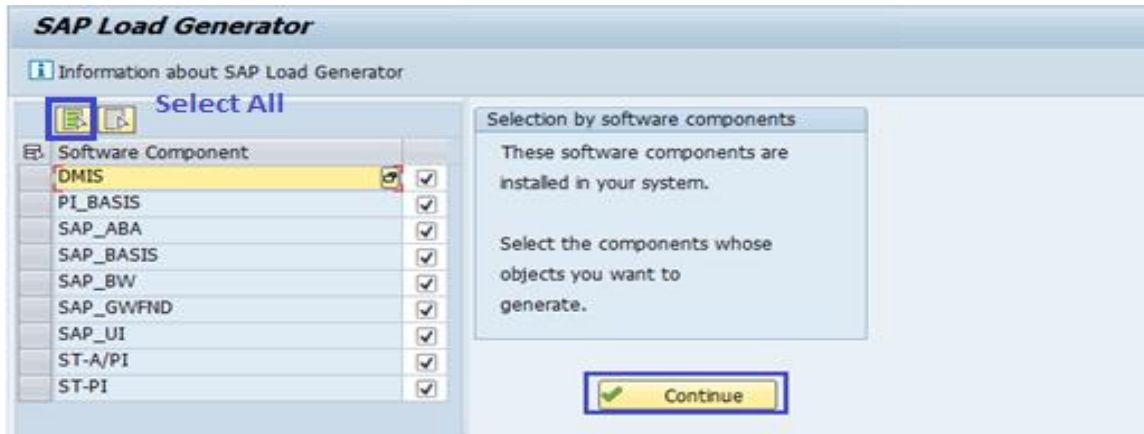 SAP Load Generator
Information about SAP Load Generator
Select All
Software Component
DMIS
PI_BASIS
SAP_ABA
SAP_BASIS
SAP_BW
SAP_GWFND
SAP_UI
ST-A/PI
ST-PI
Selection by software components
These software components are
installed in your system.
Select the components whose
objects you want to
generate.
Continue